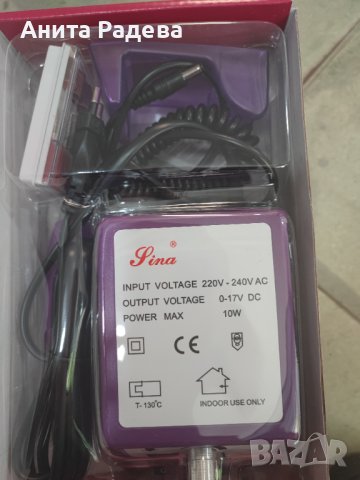 Анита Радева
Sina ®
INPUT VOLTAGE 220V - 240V AC
OUTPUT VOLTAGE 0-17V DC
POWER MAX 10W
CE
T- 130°C
INDOOR USE ONLY
BAZAR